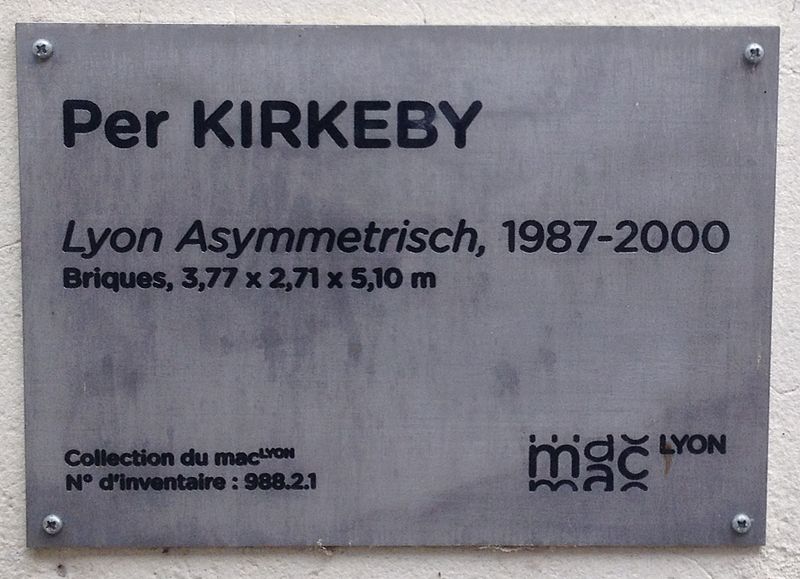 Per KIRKEBY
Lyon Asymmetrisch, 1987-2000
Briques, 3,77 x 2,71 x 5,10 m
Collection du macLYON
N° d'inventaire : 988.2.1
mac LYON